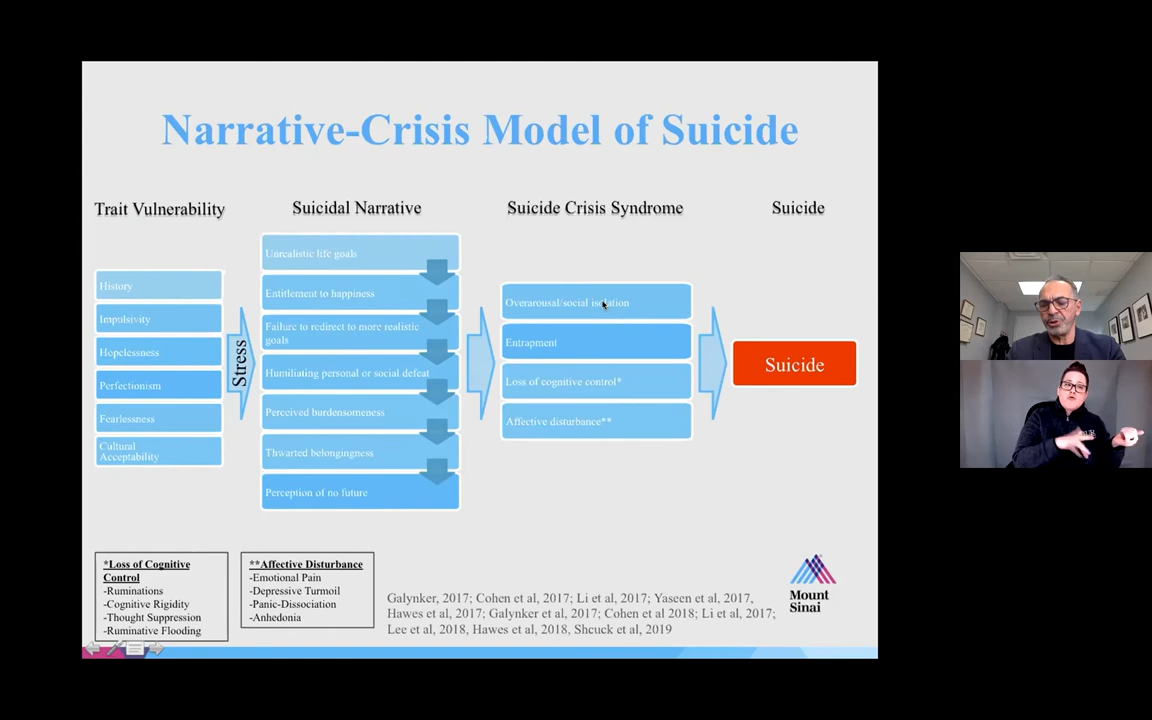 Narrative-Crisis Model of Suicide
Trait Vulnerability
Suicidal Narrative
Suicide Crisis Syndrome
Suicide
History
Impulsivity
Hopelessness
Perfectionism
Fearlessness
Cultural
Acceptability
Stress
Unrealistic life goals
Entitlement to happiness
Failure to redirect to more realistic
goals
Humiliating personal or social defeat
Perceived burdensomeness
Thwarted belongingness
Perception of no future
Overarousal/social isolation
Entrapment
Loss of cognitive control*
Affective disturbance**
Suicide
*Loss of Cognitive
Control
-Ruminations
-Cognitive Rigidity
-Thought Suppression
-Ruminative Flooding
**Affective Disturbance
-Emotional Pain
-Depressive Turmoil
-Panic-Dissociation
-Anhedonia
Galynker, 2017; Cohen et al, 2017; Li et al, 2017; Yaseen et al, 2017,
Hawes et al, 2017; Galynker et al, 2017; Cohen et al 2018; Li et al, 2017;
Lee et al, 2018, Hawes et al, 2018, Shcuck et al, 2019
Mount
Sinai